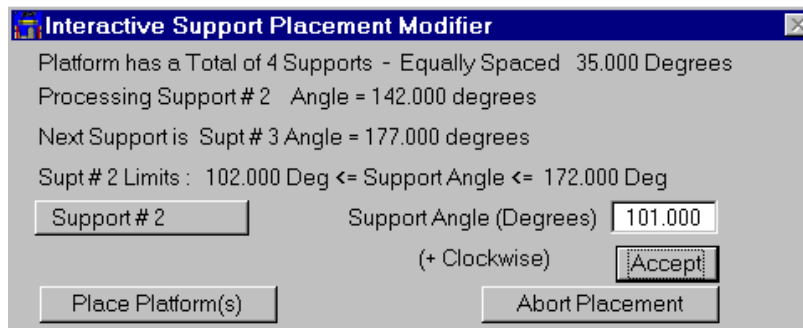 Interactive Support Placement Modifier
Platform has a Total of 4 Supports - Equally Spaced 35.000 Degrees
Processing Support # 2 Angle = 142.000 degrees
Next Support is Supt # 3 Angle = 177.000 degrees
Supt # 2 Limits : 102.000 Deg <= Support Angle <= 172.000 Deg
Support # 2 Support Angle (Degrees) 101.000
(+ Clockwise) Accept
Place Platform(s) Abort Placement